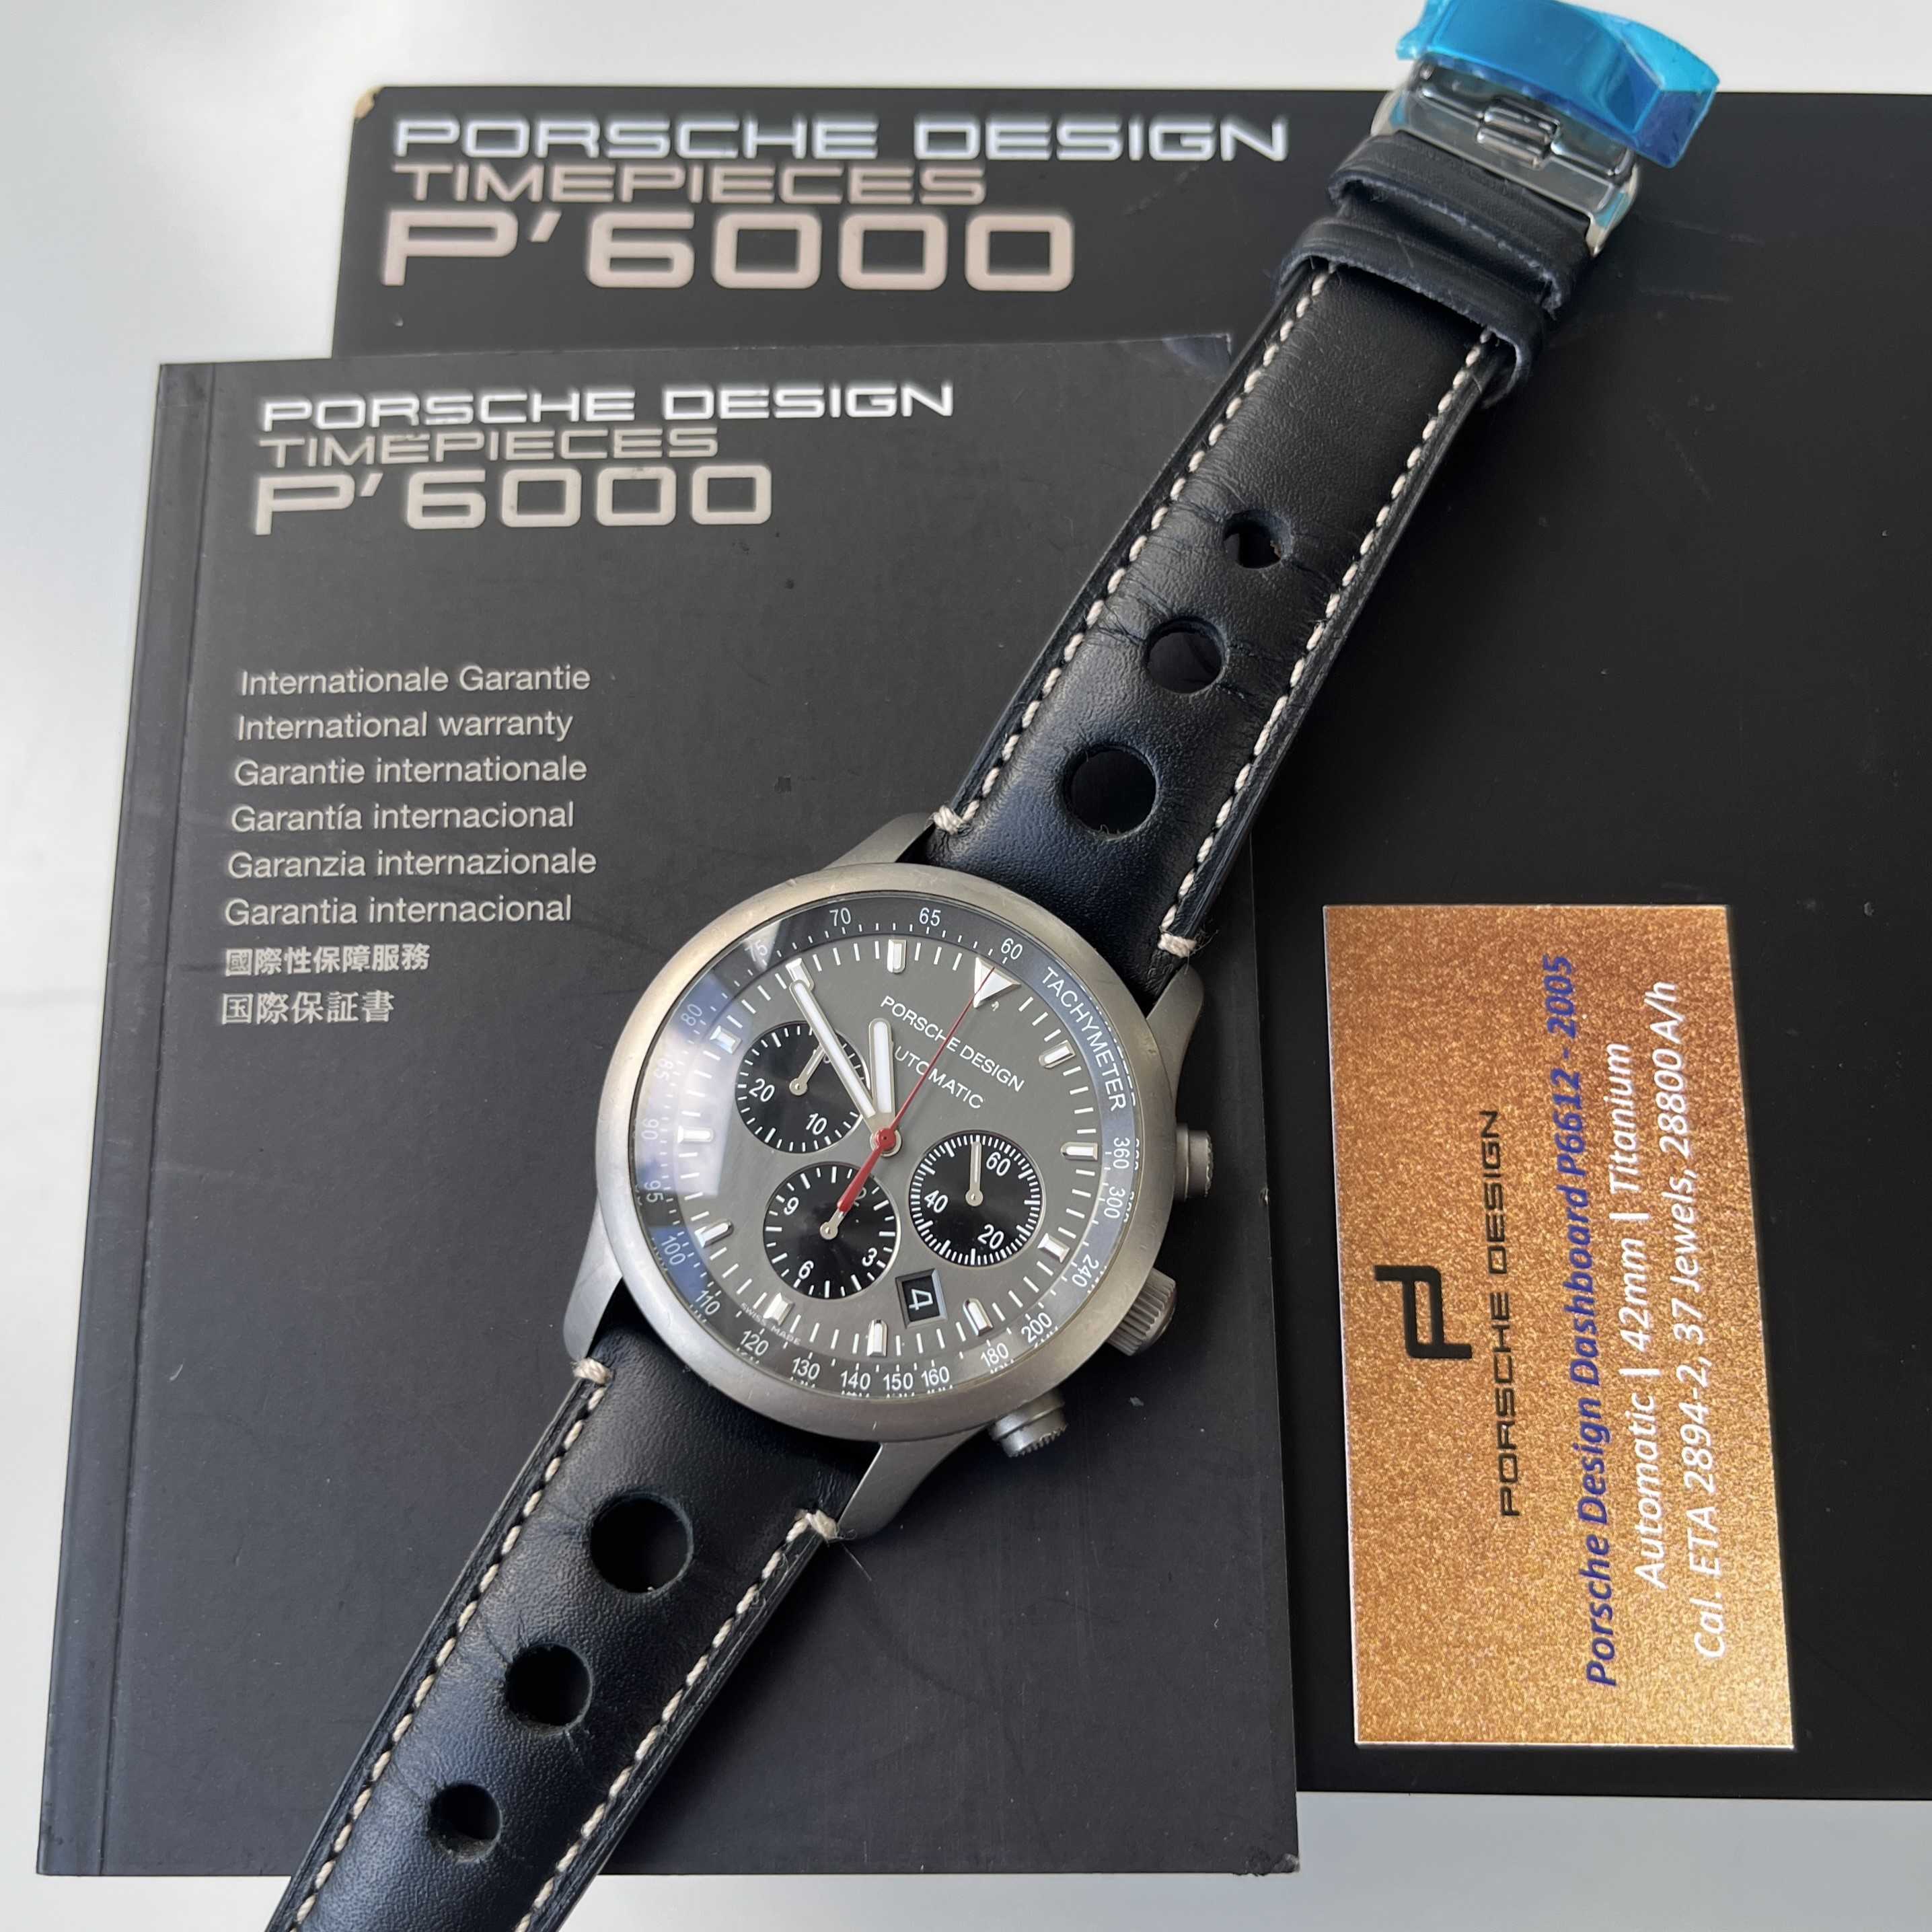 PORSCHE DESIGN
TIMEPIECES
P'6000
PORSCHE DESIGN
TIMEPIECES
P'6000
Internationale Garantie
International warranty
Garantie internationale
Garantía internacional
Garanzia internazionale
Garantia internacional
國際性保障服務
国際保証書
60
TACHYMETER
360
300
240
200
180
160
150
140
130
120
110
100
95
90
85
80
75
70
65
PORSCHE DESIGN
AUTOMATIC
20
10
60
40
20
9
3
6
4
SWISS MADE
PORSCHE DESIGN
Porsche Design Dashboard P6612 - 2005
Automatic | 42mm | Titanium
Cal. ETA 2894-2, 37 Jewels, 28800 A/h